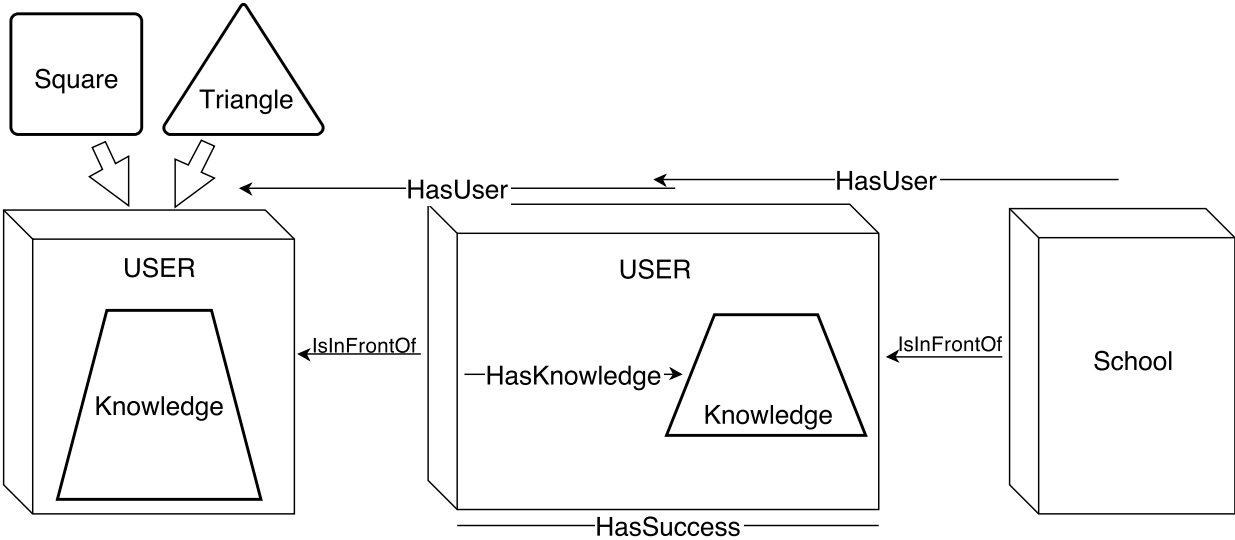 Square
Triangle
HasUser
HasUser
USER
USER
IsInFrontOf
IsInFrontOf
School
HasKnowledge
Knowledge
Knowledge
HasSuccess